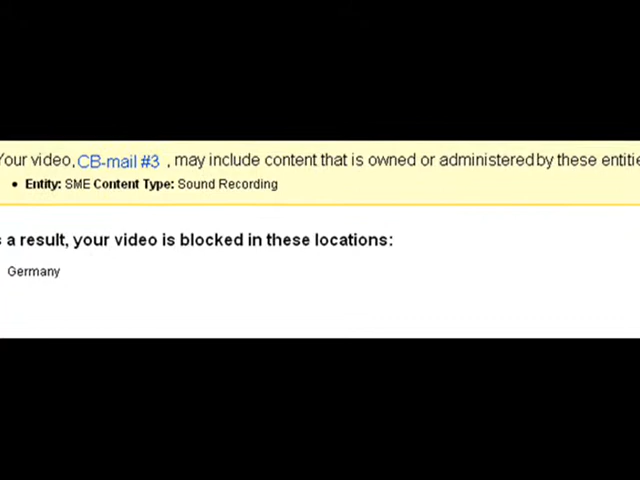 Your video, CB-mail #3 , may include content that is owned or administered by these
• Entity: SME Content Type: Sound Recording
a result, your video is blocked in these locations:
Germany